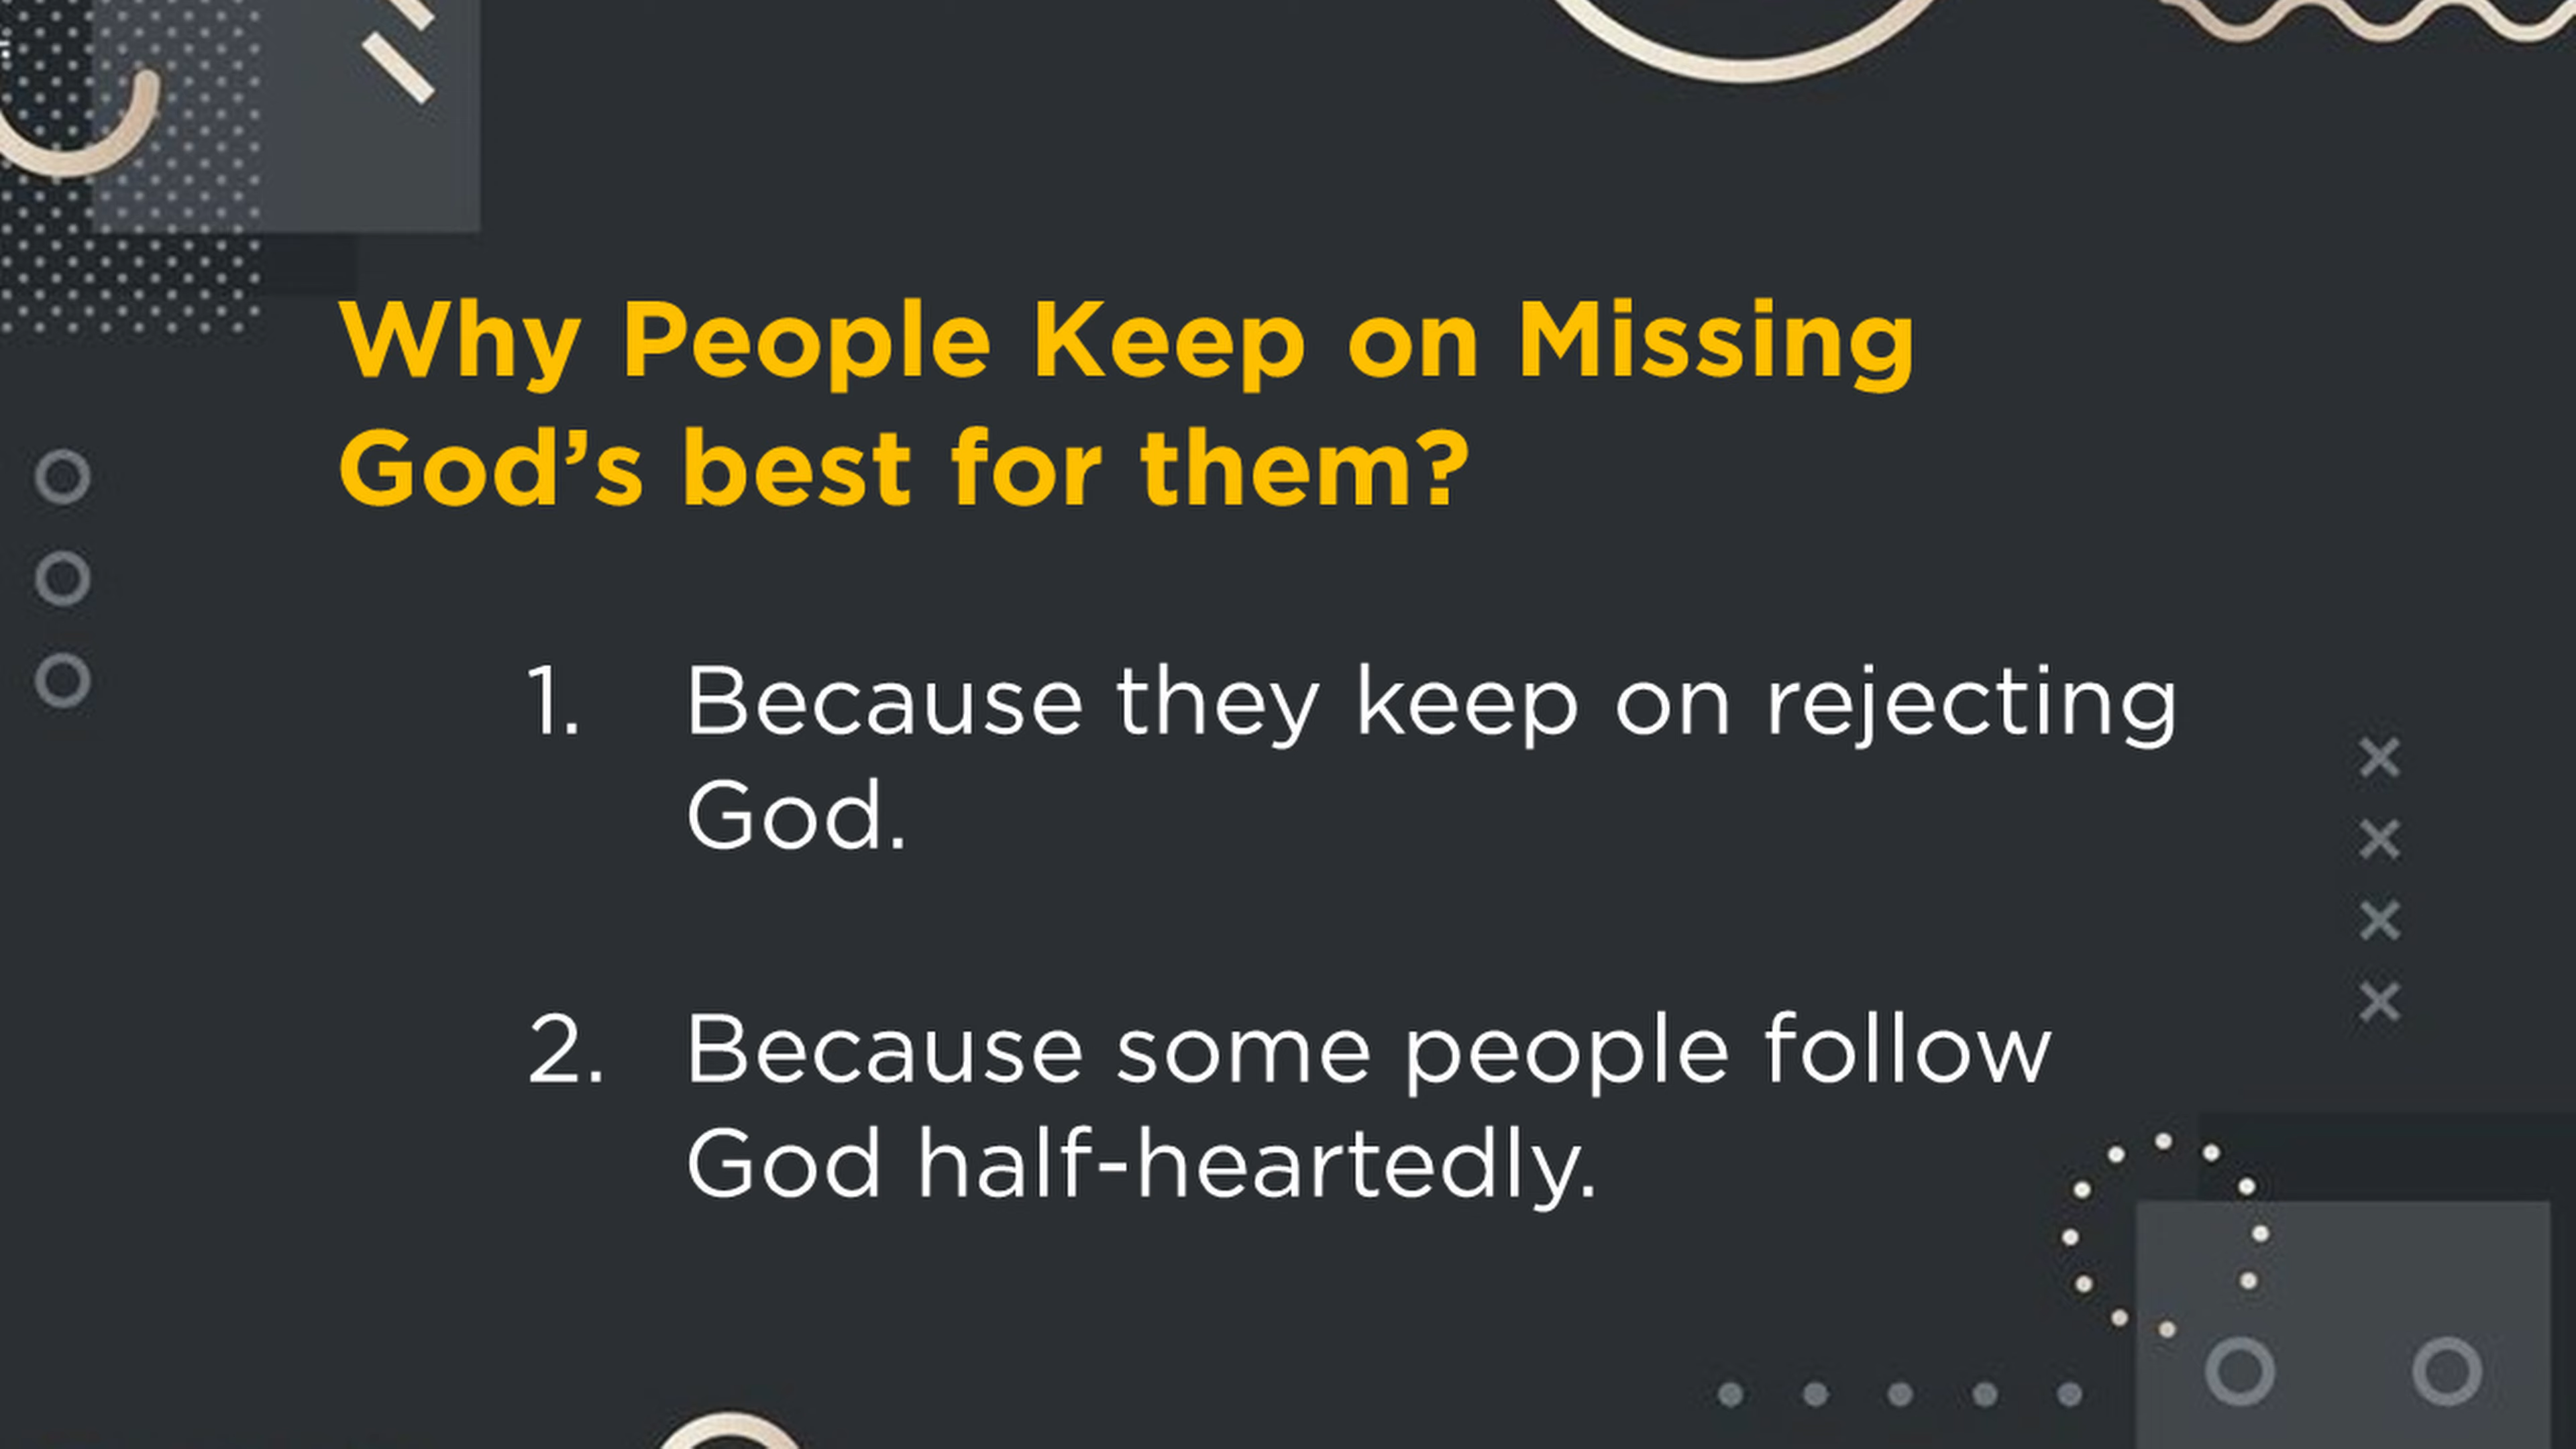 Why People Keep on Missing
God’s best for them?
1. Because they keep on rejecting
God.
2. Because some people follow
God half-heartedly.